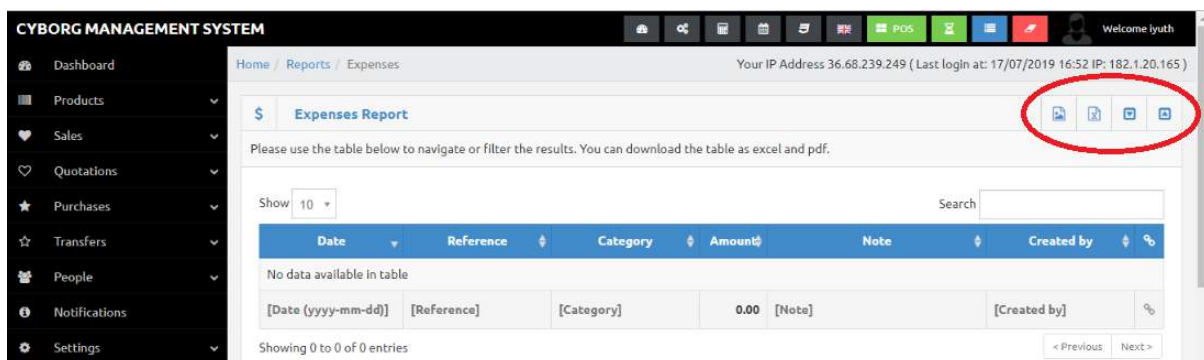 CYBORG MANAGEMENT SYSTEM
POS
Welcome iyuth
Dashboard
Products
Sales
Quotations
Purchases
Transfers
People
Notifications
Settings
Home / Reports / Expenses
Your IP Address 36.68.239.249 ( Last login at: 17/07/2019 16:52 IP: 182.1.20.165 )
$ Expenses Report
Please use the table below to navigate or filter the results. You can download the table as excel and pdf.
Show 10
Search
Date Reference Category Amount Note Created by
No data available in table
[Date (yyyy-mm-dd)] [Reference] [Category] 0.00 [Note] [Created by]
Showing 0 to 0 of 0 entries
< Previous Next >